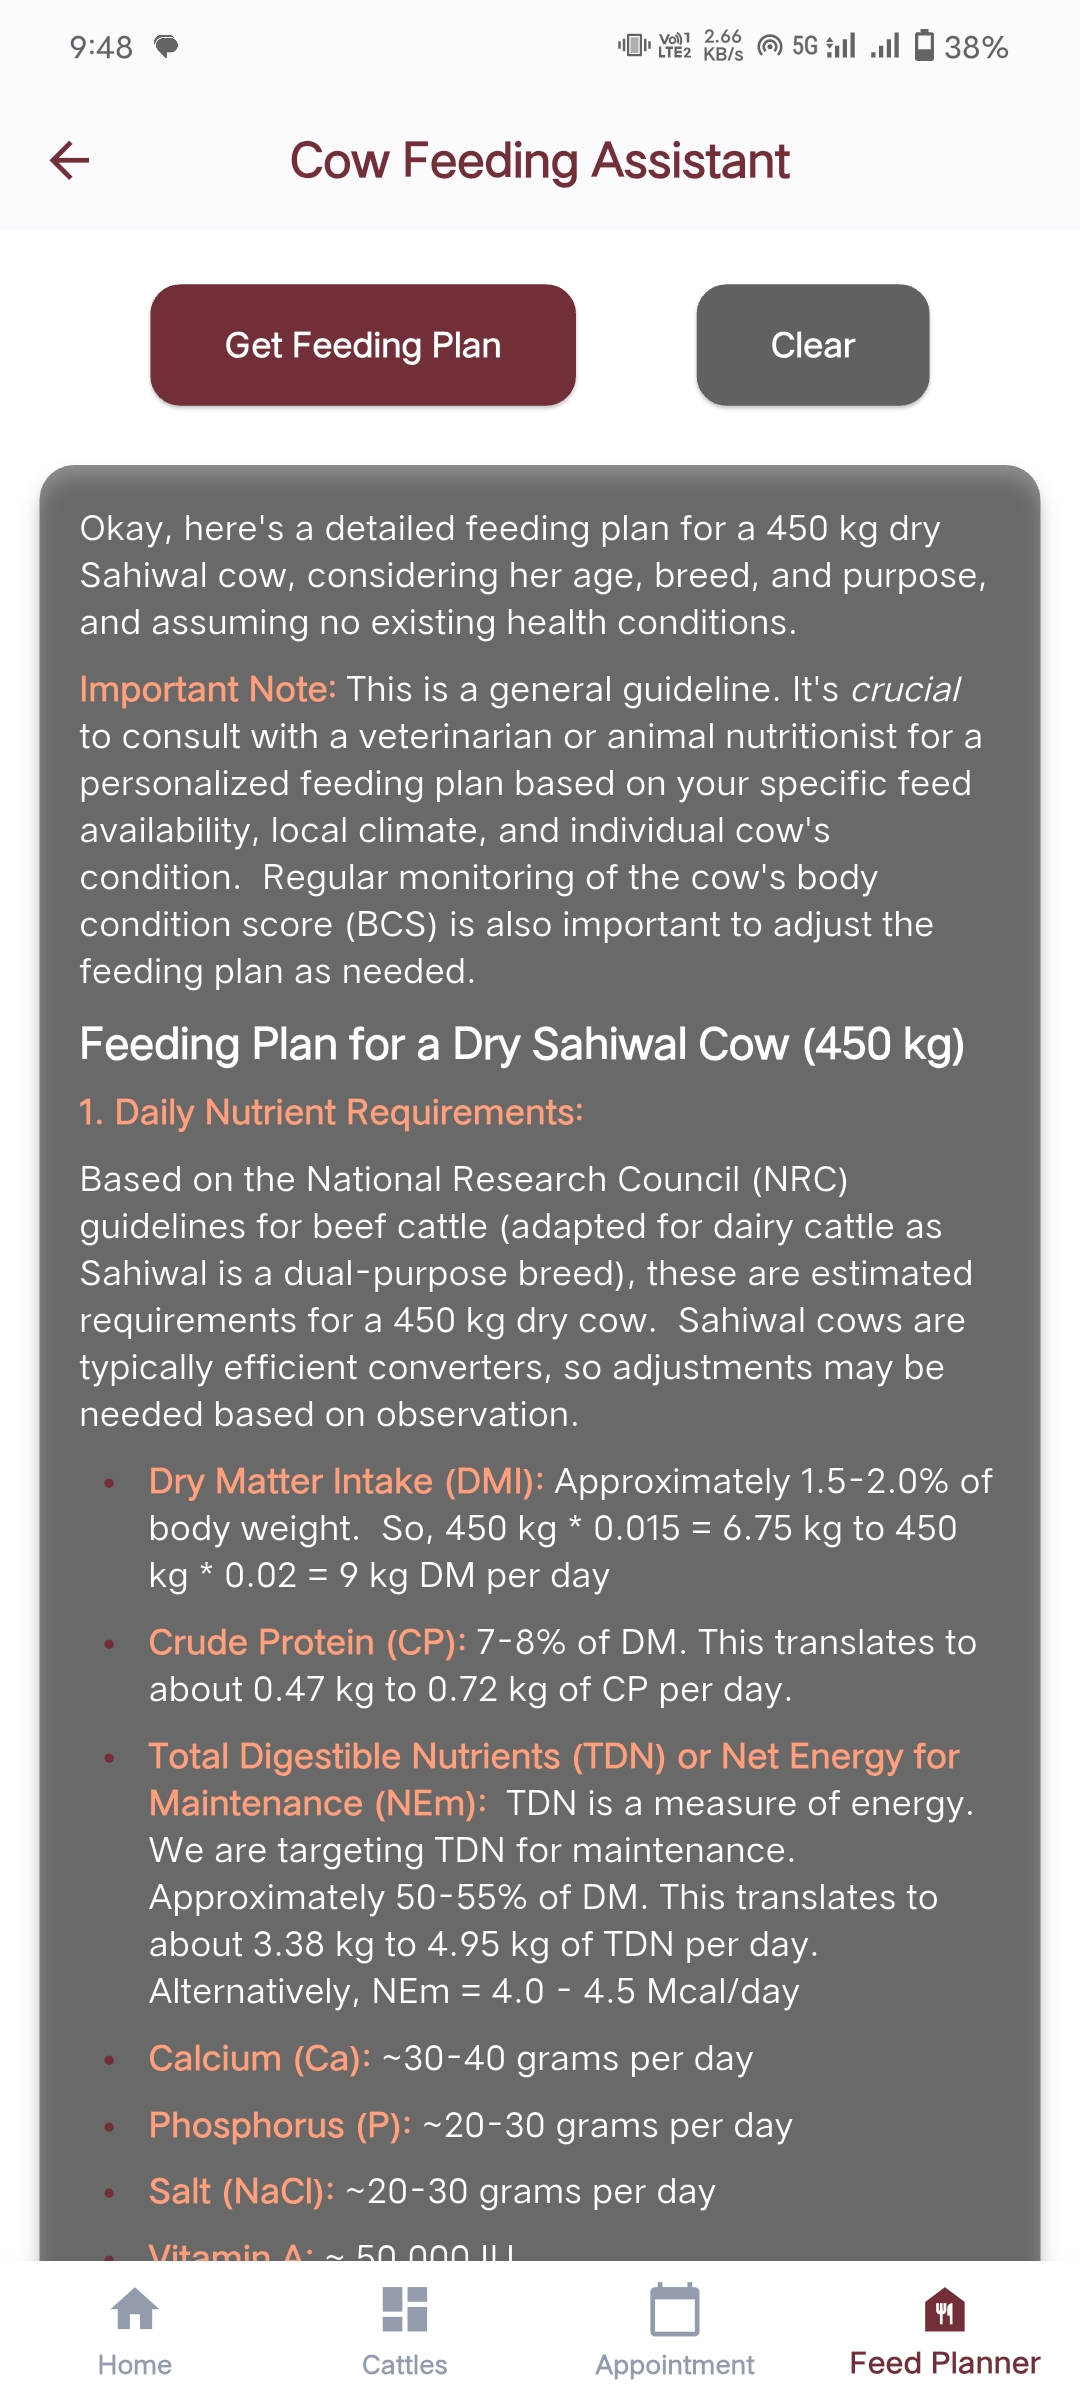 9:48
Vo)) 1
LTE2
2.66
KB/s
5G
38%
Cow Feeding Assistant
Get Feeding Plan
Clear
Okay, here's a detailed feeding plan for a 450 kg dry
Sahiwal cow, considering her age, breed, and purpose,
and assuming no existing health conditions.
Important Note: This is a general guideline. It's crucial
to consult with a veterinarian or animal nutritionist for a
personalized feeding plan based on your specific feed
availability, local climate, and individual cow's
condition.  Regular monitoring of the cow's body
condition score (BCS) is also important to adjust the
feeding plan as needed.
Feeding Plan for a Dry Sahiwal Cow (450 kg)
1. Daily Nutrient Requirements:
Based on the National Research Council (NRC)
guidelines for beef cattle (adapted for dairy cattle as
Sahiwal is a dual-purpose breed), these are estimated
requirements for a 450 kg dry cow.  Sahiwal cows are
typically efficient converters, so adjustments may be
needed based on observation.
• Dry Matter Intake (DMI): Approximately 1.5-2.0% of
body weight.  So, 450 kg * 0.015 = 6.75 kg to 450
kg * 0.02 = 9 kg DM per day
• Crude Protein (CP): 7-8% of DM. This translates to
about 0.47 kg to 0.72 kg of CP per day.
• Total Digestible Nutrients (TDN) or Net Energy for
Maintenance (NEm):  TDN is a measure of energy.
We are targeting TDN for maintenance.
Approximately 50-55% of DM. This translates to
about 3.38 kg to 4.95 kg of TDN per day.
Alternatively, NEm = 4.0 - 4.5 Mcal/day
• Calcium (Ca): ~30-40 grams per day
• Phosphorus (P): ~20-30 grams per day
• Salt (NaCl): ~20-30 grams per day
• Vitamin A: ~ 50,000 IU
Home
Cattles
Appointment
Feed Planner